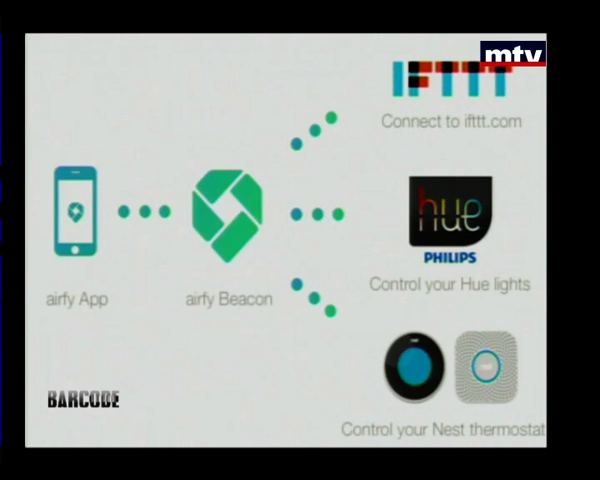 mtv
IFTTT
Connect to ifttt.com
hue
PHILIPS
airfy App
airfy Beacon
Control your Hue lights
BARCODE
Control your Nest thermostat